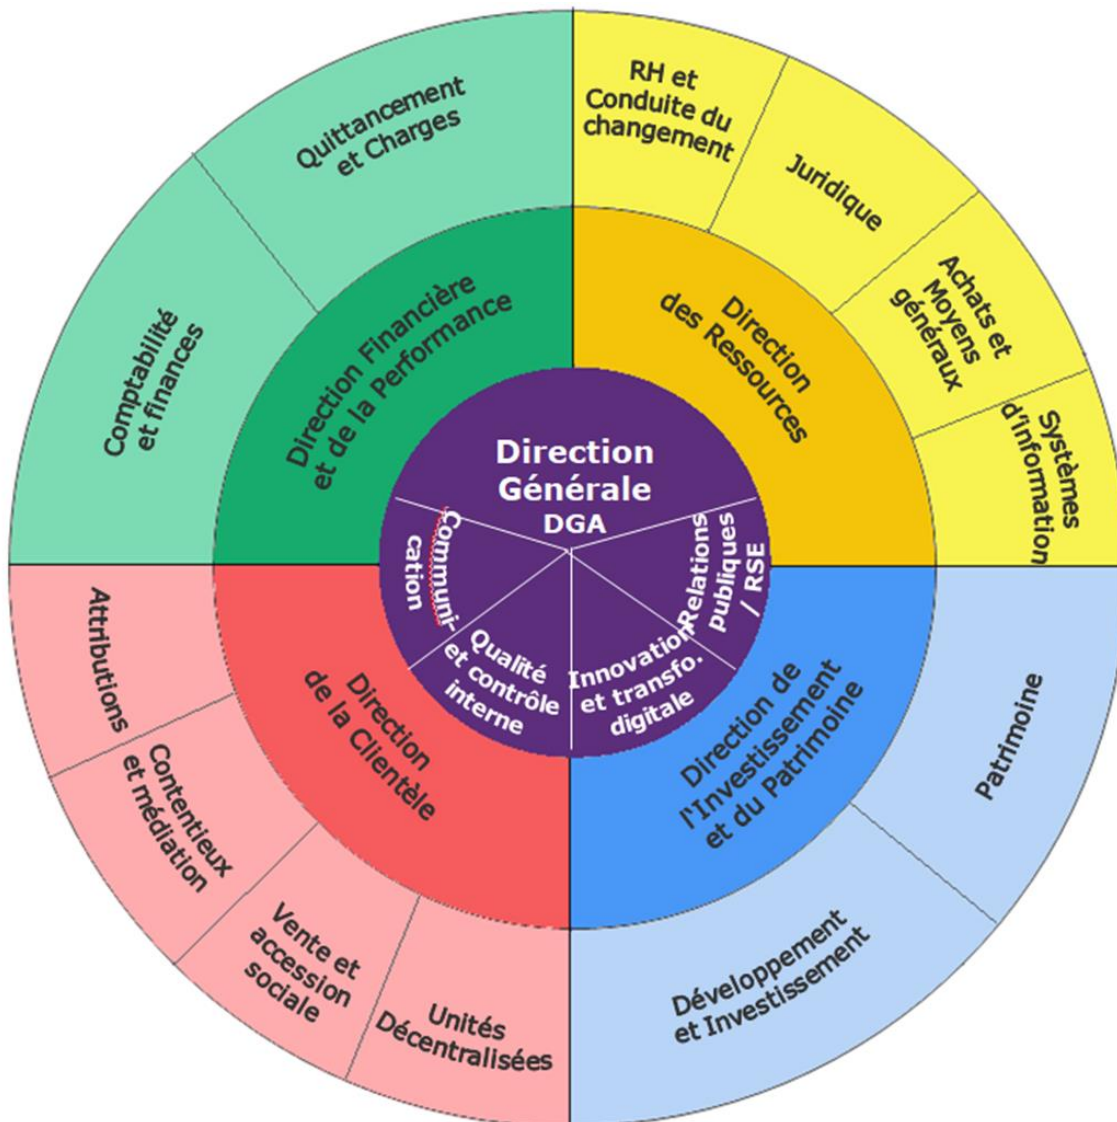 Quittancement
et Charges
Comptabilité
et finances
Direction Financière
et de la Performance
RH et
Conduite du
changement
Juridique
Achats et
Moyens
généraux
Systèmes
d'information
Direction
des Ressources
Direction
Générale
DGA
Communi-
cation
Qualité
et contrôle
interne
Innovation
et transfo.
digitale
Relations
publiques
/ RSE
Direction
de la Clientèle
Attributions
Contentieux
et médiation
Vente et
accession
sociale
Unités
Décentralisées
Direction de
l'Investissement
et du Patrimoine
Patrimoine
Développement
et Investissement